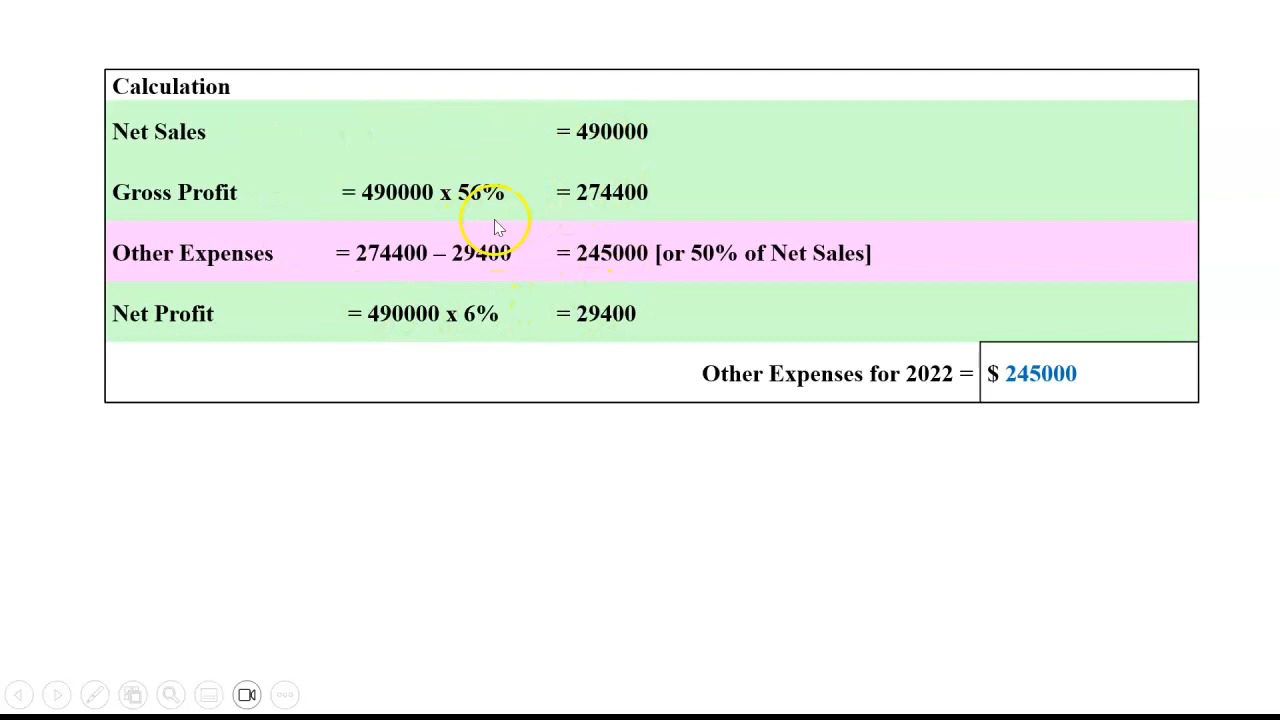 Calculation
Net Sales = 490000
Gross Profit = 490000 x 56% = 274400
Other Expenses = 274400 – 29400 = 245000 [or 50% of Net Sales]
Net Profit = 490000 x 6% = 29400
Other Expenses for 2022 = $ 245000